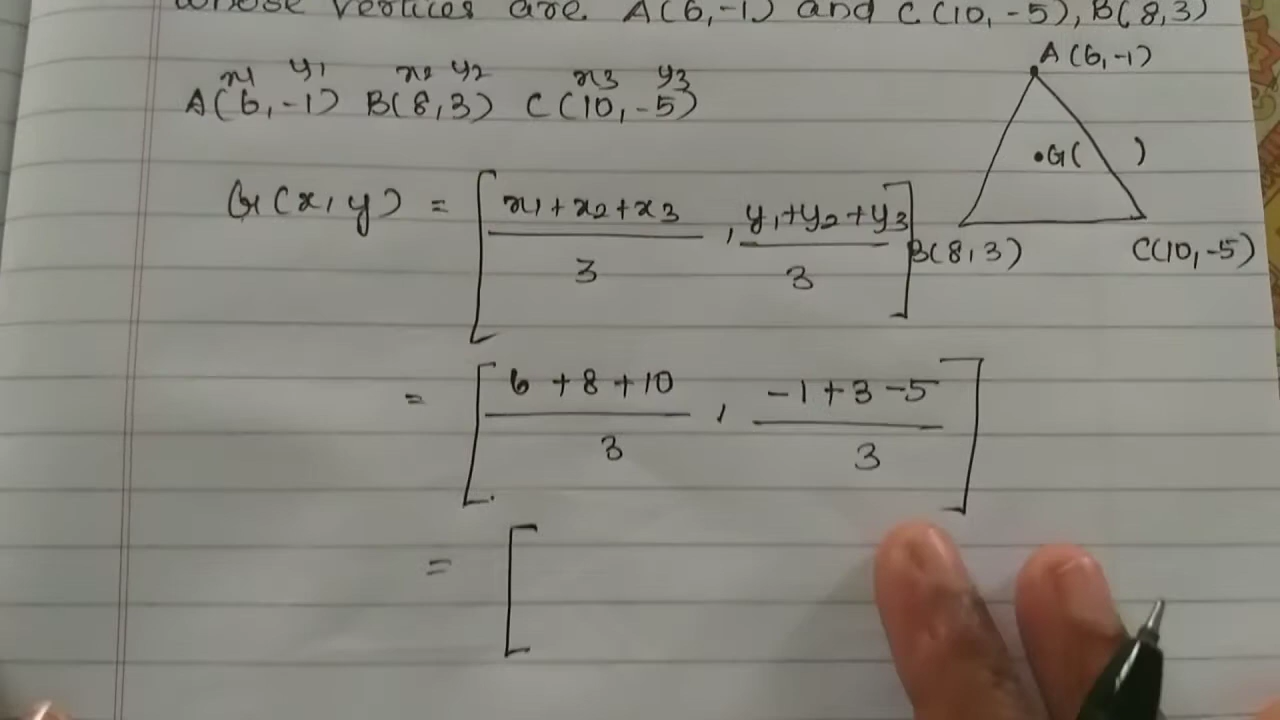 whose vertices are A(6,-1) and C(10,-5), B(8,3)
A(6,-1)
x1 y1 x2 y2 x3 y3
A(6,-1) B(8,3) C(10,-5)
•G( )
G(x,y) = [ x1+x2+x3 / 3 , y1+y2+y3 / 3 ]
B(8,3) C(10,-5)
= [ 6+8+10 / 3 , -1+3-5 / 3 ]
= [